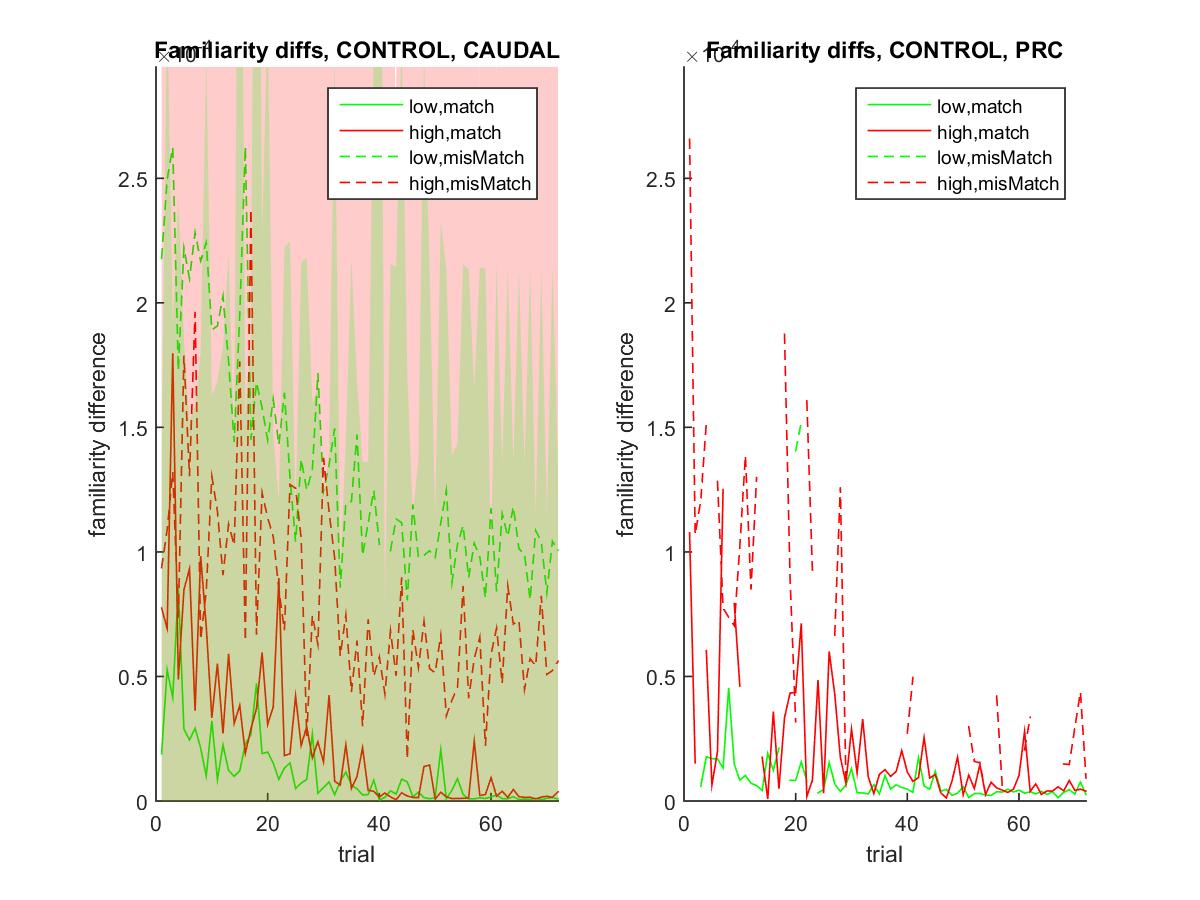 Familiarity diffs, CONTROL, CAUDAL
low,match
high,match
low,misMatch
high,misMatch
2.5
2
1.5
1
0.5
0
familiarity difference
0
20
40
60
trial
Familiarity diffs, CONTROL, PRC
low,match
high,match
low,misMatch
high,misMatch
2.5
2
1.5
1
0.5
0
familiarity difference
0
20
40
60
trial